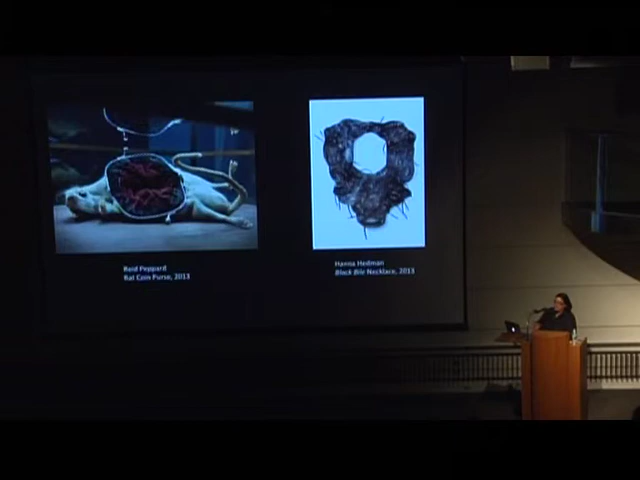 Reid Peppard
Rat Coin Purse, 2013
Hanna Hedman
Black Bile Necklace, 2013